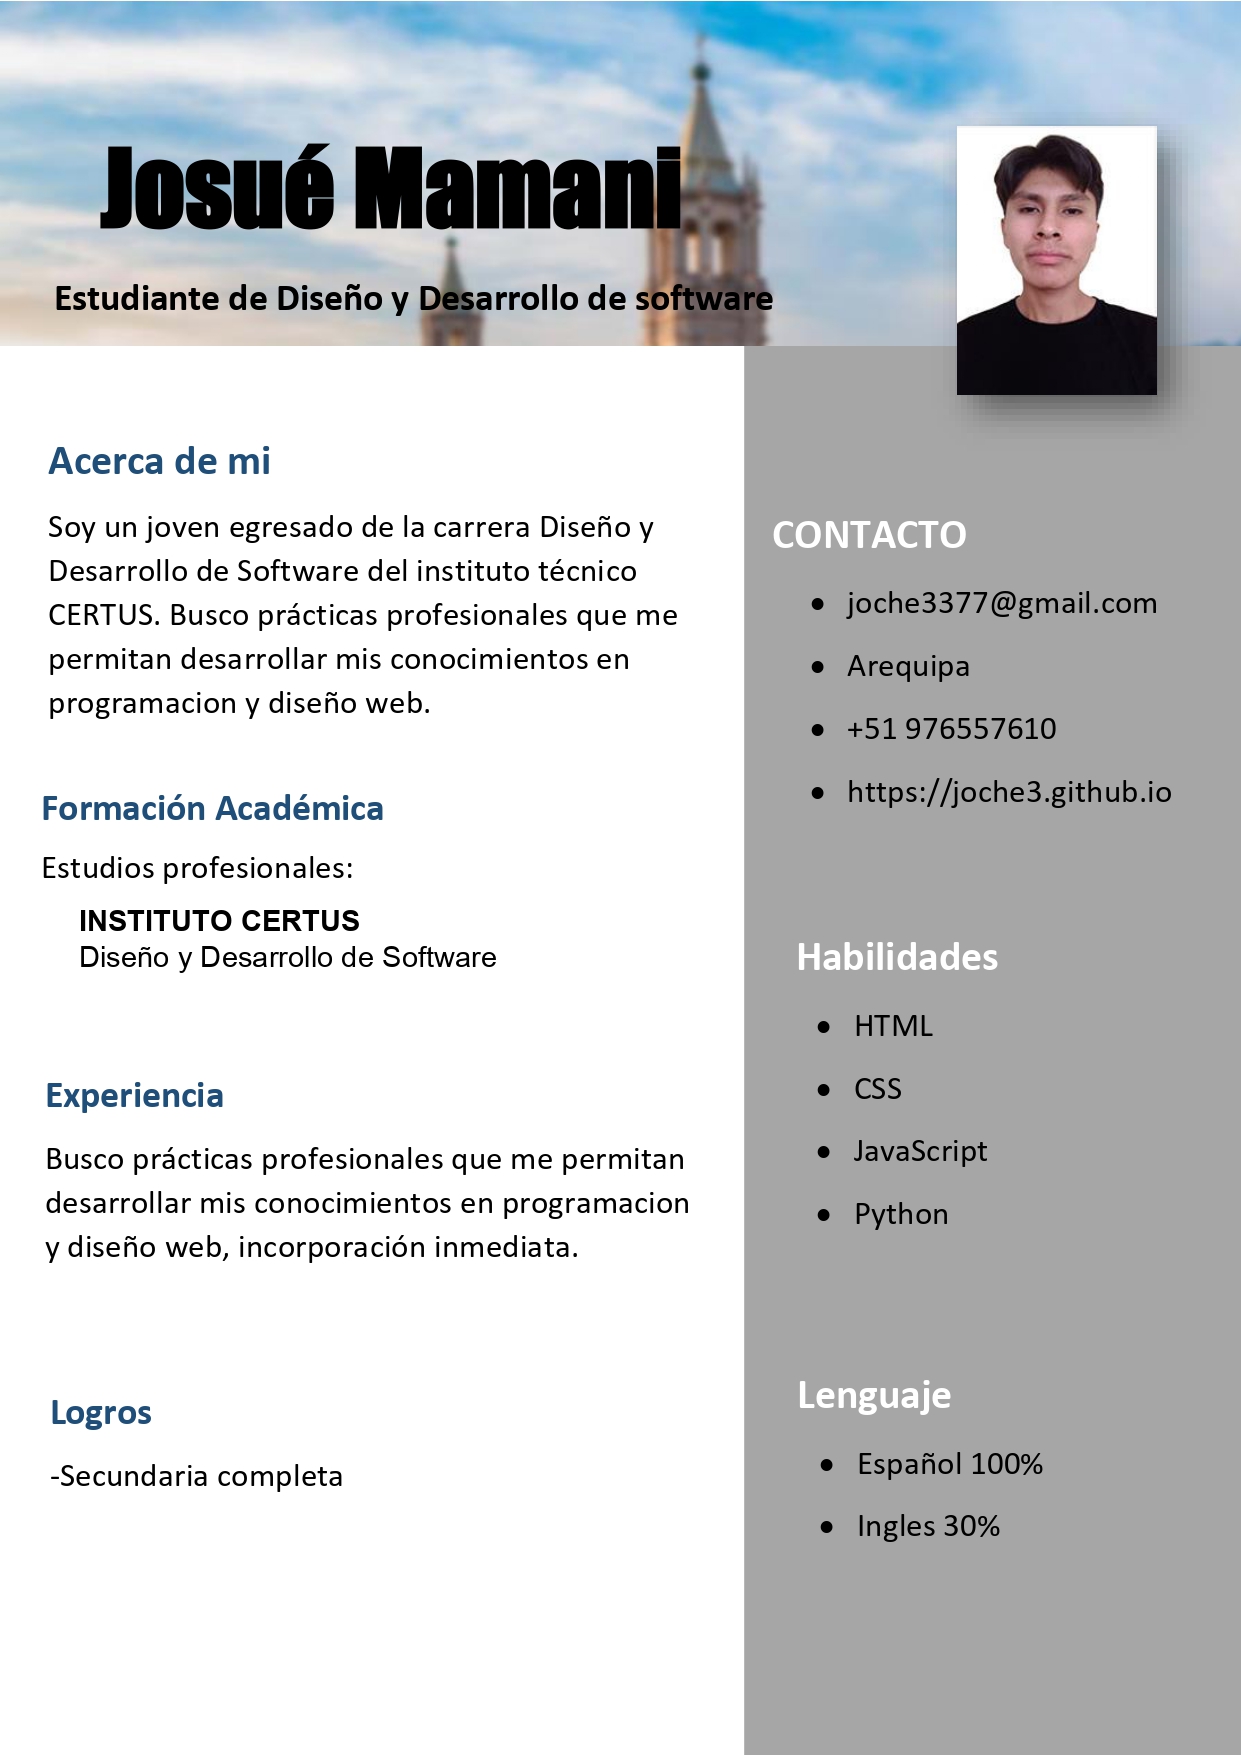 Josué Mamani
Estudiante de Diseño y Desarrollo de software
Acerca de mi
Soy un joven egresado de la carrera Diseño y
Desarrollo de Software del instituto técnico
CERTUS. Busco prácticas profesionales que me
permitan desarrollar mis conocimientos en
programacion y diseño web.
Formación Académica
Estudios profesionales:
INSTITUTO CERTUS
Diseño y Desarrollo de Software
Experiencia
Busco prácticas profesionales que me permitan
desarrollar mis conocimientos en programacion
y diseño web, incorporación inmediata.
Logros
-Secundaria completa
CONTACTO
• joche3377@gmail.com
• Arequipa
• +51 976557610
• https://joche3.github.io
Habilidades
• HTML
• CSS
• JavaScript
• Python
Lenguaje
• Español 100%
• Ingles 30%